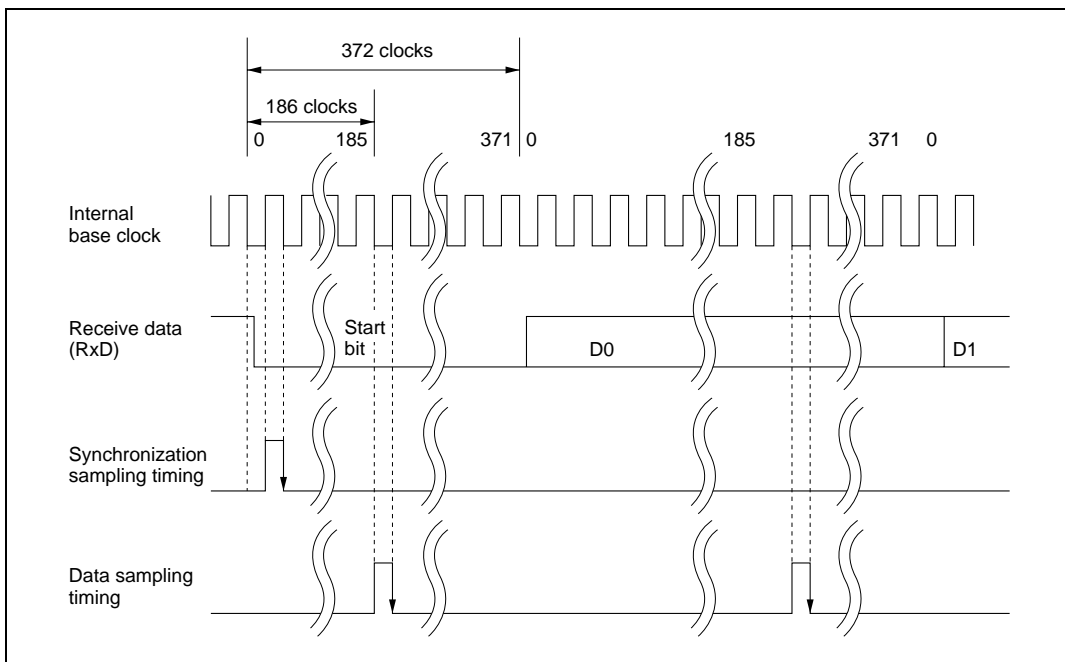 372 clocks
186 clocks
0 185 371 0 185 371 0
Internal
base clock
Receive data
(RxD)
Start
bit
D0
D1
Synchronization
sampling timing
Data sampling
timing